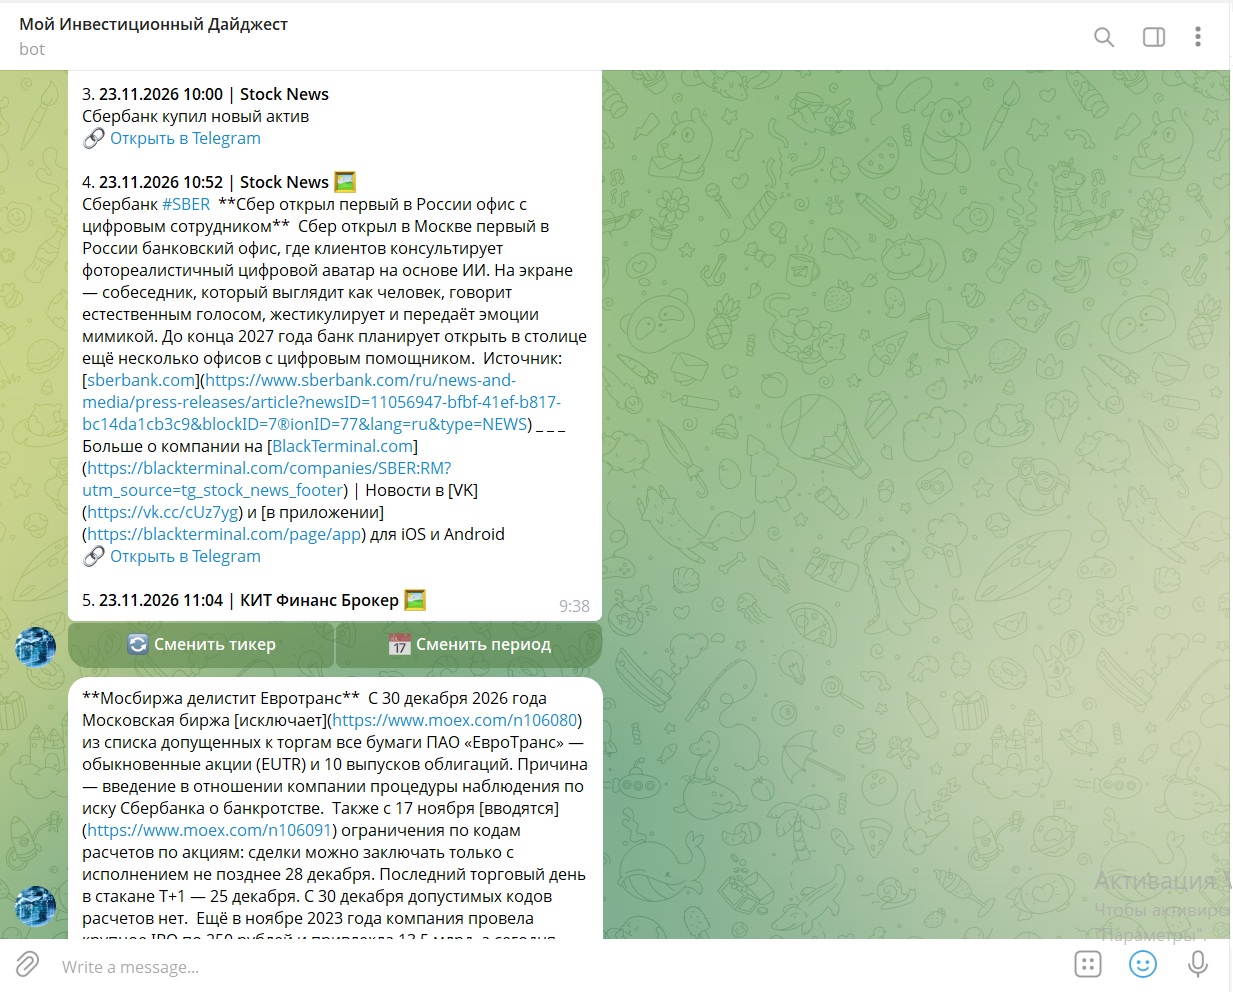 Мой Инвестиционный Дайджест
bot
3. 23.11.2026 10:00 | Stock News
Сбербанк купил новый актив
Открыть в Telegram
4. 23.11.2026 10:52 | Stock News
Сбербанк #SBER **Сбер открыл первый в России офис с
цифровым сотрудником** Сбер открыл в Москве первый в
России банковский офис, где клиентов консультирует
фотореалистичный цифровой аватар на основе ИИ. На экране
— собеседник, который выглядит как человек, говорит
естественным голосом, жестикулирует и передаёт эмоции
мимикой. До конца 2027 года банк планирует открыть в столице
ещё несколько офисов с цифровым помощником. Источник:
[sberbank.com](https://www.sberbank.com/ru/news-and-
media/press-releases/article?newsID=11056947-bfbf-41ef-b817-
bc14da1cb3c9&blockID=7®ionID=77&lang=ru&type=NEWS) _ _ _
Больше о компании на [BlackTerminal.com]
(https://blackterminal.com/companies/SBER:RM?
utm_source=tg_stock_news_footer) | Новости в [VK]
(https://vk.cc/cUz7yg) и [в приложении]
(https://blackterminal.com/page/app) для iOS и Android
Открыть в Telegram
5. 23.11.2026 11:04 | КИТ Финанс Брокер
9:38
Сменить тикер
17 Сменить период
**Мосбиржа делистит Евротранс** С 30 декабря 2026 года
Московская биржа [исключает](https://www.moex.com/n106080)
из списка допущенных к торгам все бумаги ПАО «ЕвроТранс» —
обыкновенные акции (EUTR) и 10 выпусков облигаций. Причина
— введение в отношении компании процедуры наблюдения по
иску Сбербанка о банкротстве. Также с 17 ноября [вводятся]
(https://www.moex.com/n106091) ограничения по кодам
расчетов по акциям: сделки можно заключать только с
исполнением не позднее 28 декабря. Последний торговый день
в стакане Т+1 — 25 декабря. С 30 декабря допустимых кодов
расчетов нет. Ещё в ноябре 2023 года компания провела
Активация
Чтобы активиро
"Параметры".
Write a message...